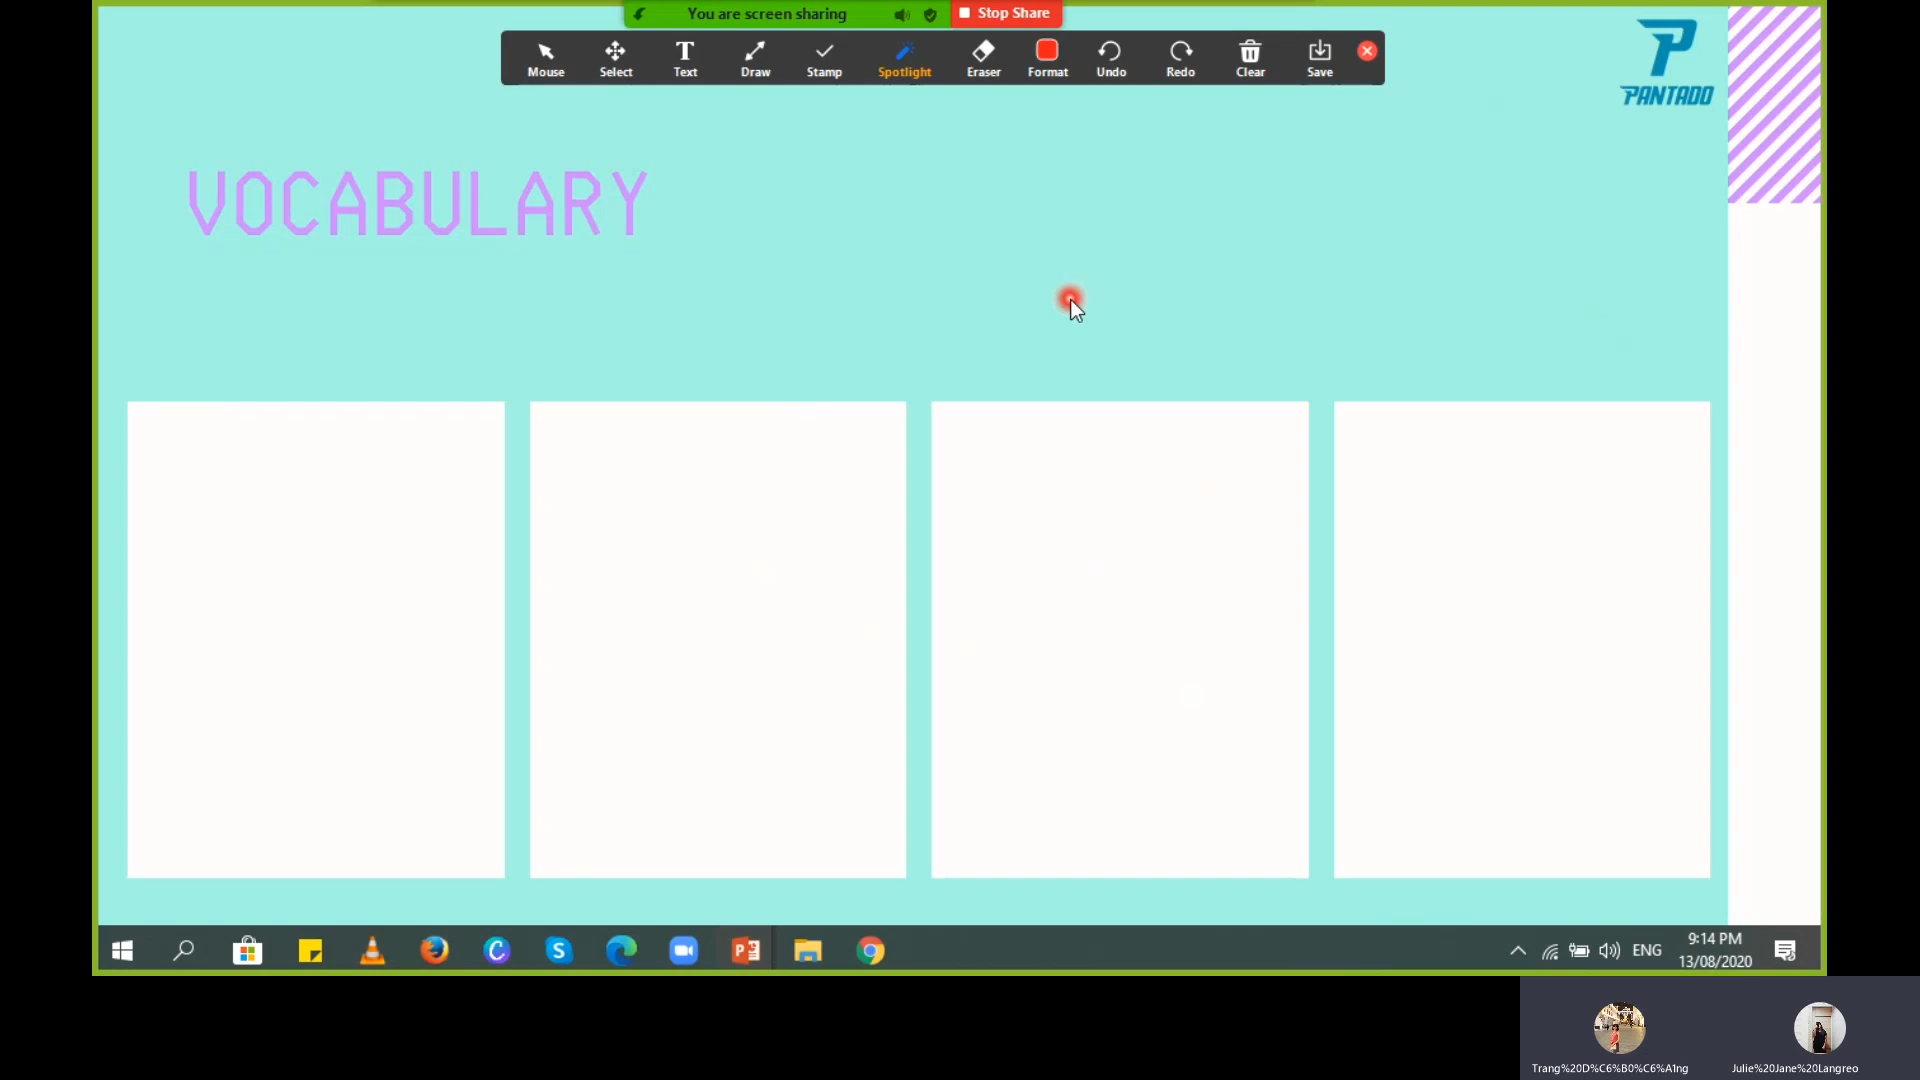 You are screen sharing
Stop Share
Mouse
Select
Text
Draw
Stamp
Spotlight
Eraser
Format
Undo
Redo
Clear
Save
PANTADO
VOCABULARY
ENG
9:14 PM
13/08/2020
Trang%20D%C6%B0%C6%A1ng
Julie%20Jane%20Langreo